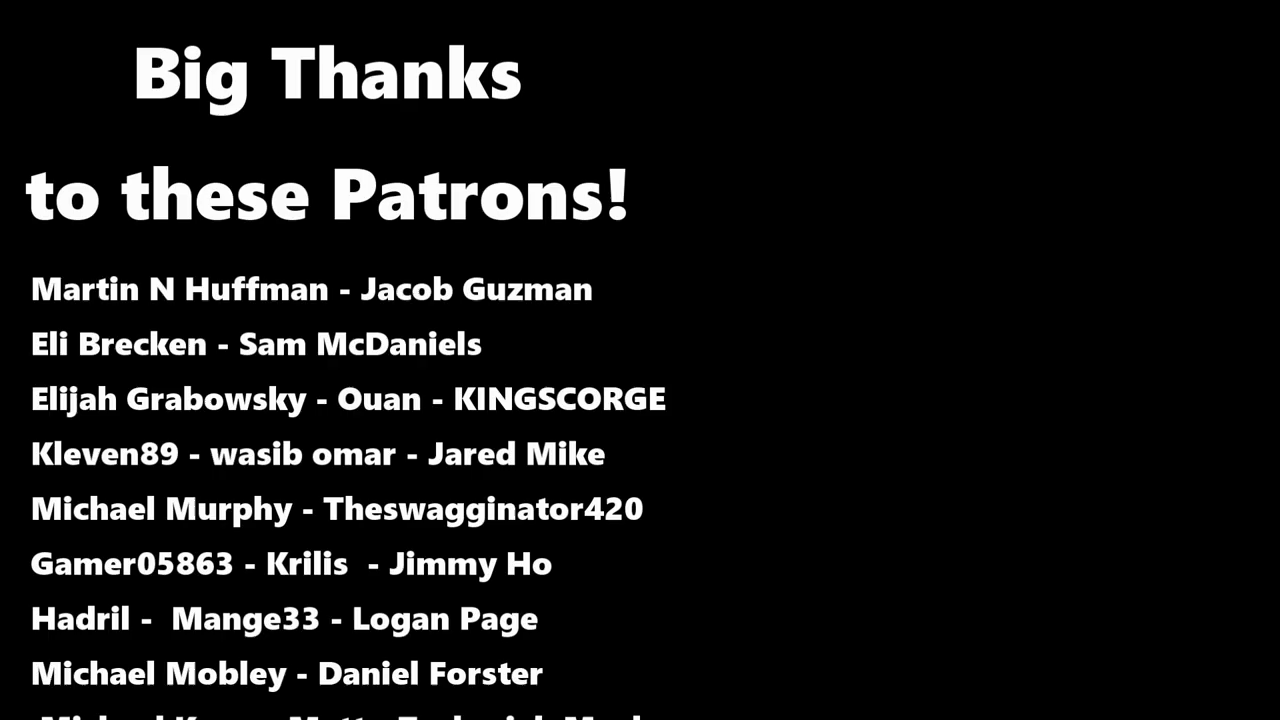 Big Thanks
to these Patrons!
Martin N Huffman - Jacob Guzman
Eli Brecken - Sam McDaniels
Elijah Grabowsky - Ouan - KINGSCORGE
Kleven89 - wasib omar - Jared Mike
Michael Murphy - Theswagginator420
Gamer05863 - Krilis  - Jimmy Ho
Hadril -  Mange33 - Logan Page
Michael Mobley - Daniel Forster